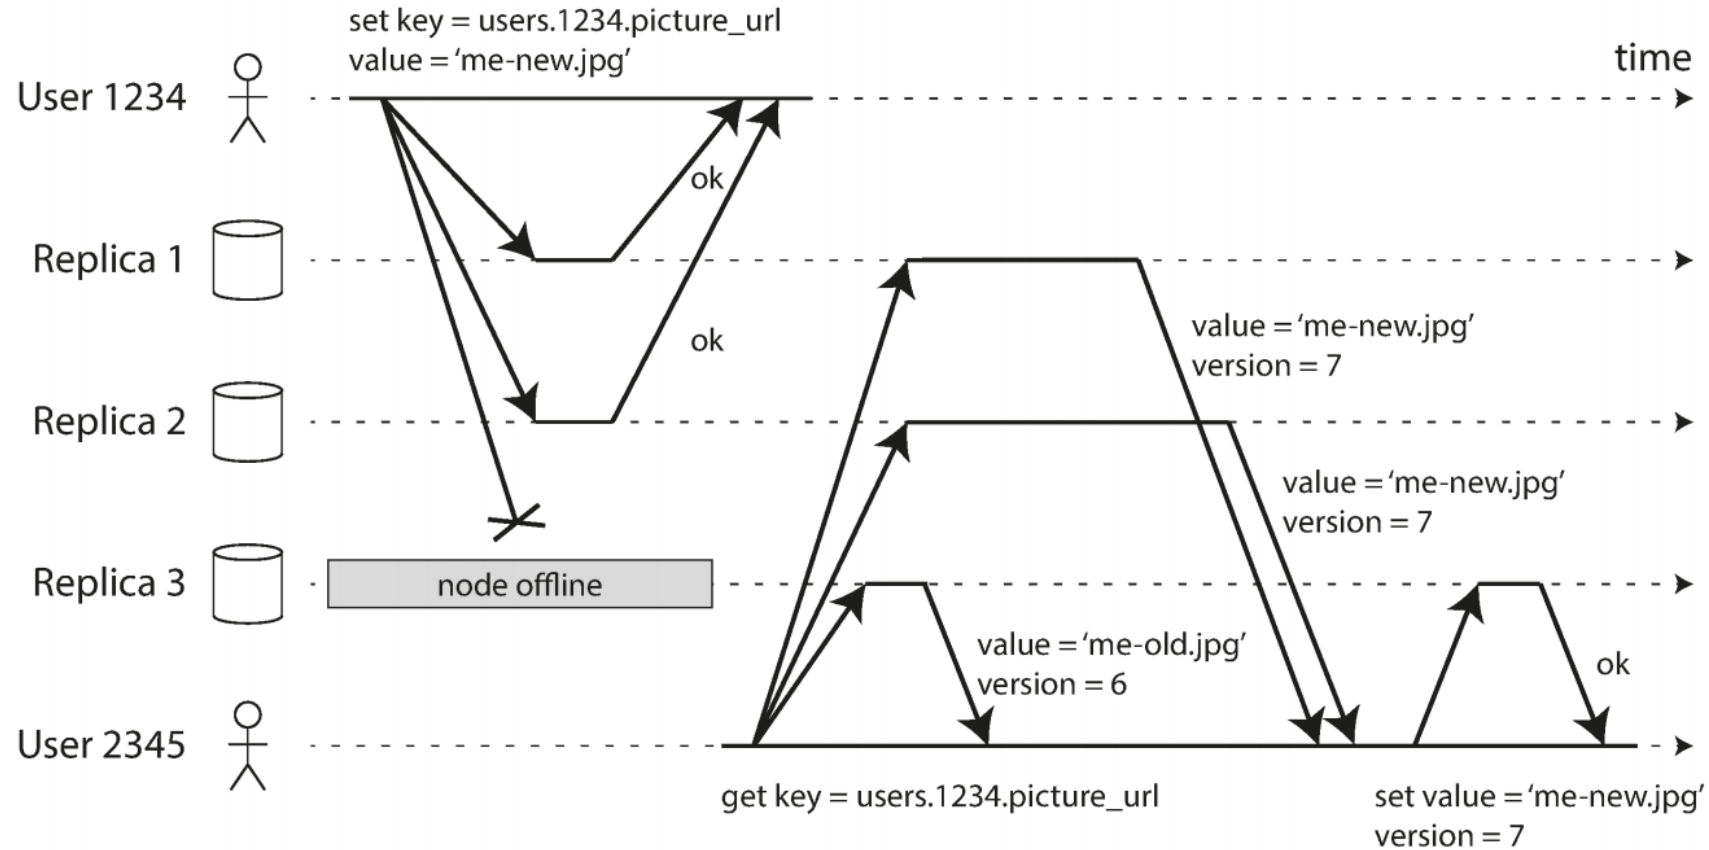 set key = users.1234.picture_url
value = ‘me-new.jpg’
time
User 1234
ok
Replica 1
value = ‘me-new.jpg’
version = 7
ok
Replica 2
value = ‘me-new.jpg’
version = 7
Replica 3
node offline
value = ‘me-old.jpg’
version = 6
ok
User 2345
get key = users.1234.picture_url
set value = ‘me-new.jpg’
version = 7